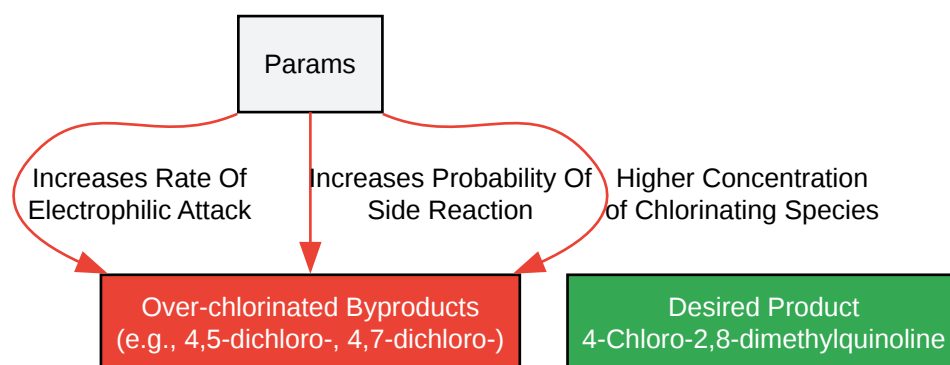 Params
Increases Rate Of
Electrophilic Attack
Increases Probability Of
Side Reaction
Higher Concentration
of Chlorinating Species
Over-chlorinated Byproducts
(e.g., 4,5-dichloro-, 4,7-dichloro-)
Desired Product
4-Chloro-2,8-dimethylquinoline